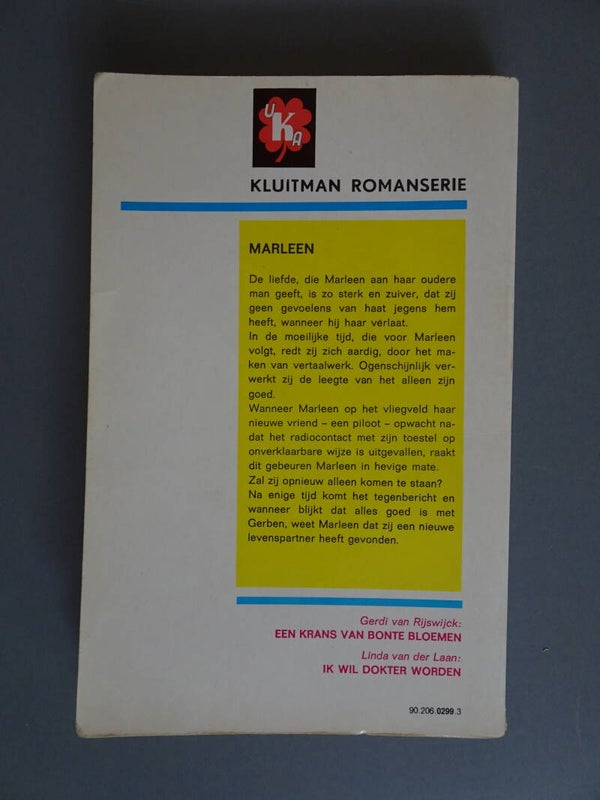 UKA
KLUITMAN ROMANSERIE
MARLEEN
De liefde, die Marleen aan haar oudere
man geeft, is zo sterk en zuiver, dat zij
geen gevoelens van haat jegens hem
heeft, wanneer hij haar verlaat.
In de moeilijke tijd, die voor Marleen
volgt, redt zij zich aardig, door het ma-
ken van vertaalwerk. Ogenschijnlijk ver-
werkt zij de leegte van het alleen zijn
goed.
Wanneer Marleen op het vliegveld haar
nieuwe vriend – een piloot – opwacht na-
dat het radiocontact met zijn toestel op
onverklaarbare wijze is uitgevallen, raakt
dit gebeuren Marleen in hevige mate.
Zal zij opnieuw alleen komen te staan?
Na enige tijd komt het tegenbericht en
wanneer blijkt dat alles goed is met
Gerben, weet Marleen dat zij een nieuwe
levenspartner heeft gevonden.
Gerdi van Rijswijck:
EEN KRANS VAN BONTE BLOEMEN
Linda van der Laan:
IK WIL DOKTER WORDEN
90.206.0299.3